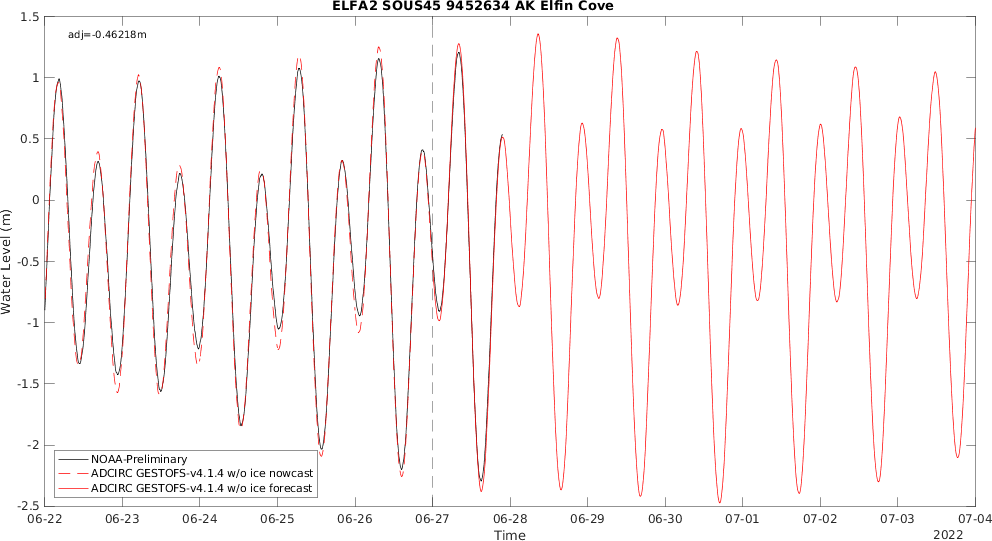 ELFA2 SOUS45 9452634 AK Elfin Cove
adj=-0.46218m
1.5
1
0.5
0
-0.5
-1
-1.5
-2
-2.5
Water Level (m)
NOAA-Preliminary
ADCIRC GESTOFS-v4.1.4 w/o ice nowcast
ADCIRC GESTOFS-v4.1.4 w/o ice forecast
06-22 06-23 06-24 06-25 06-26 06-27 06-28 06-29 06-30 07-01 07-02 07-03 07-04
Time
2022